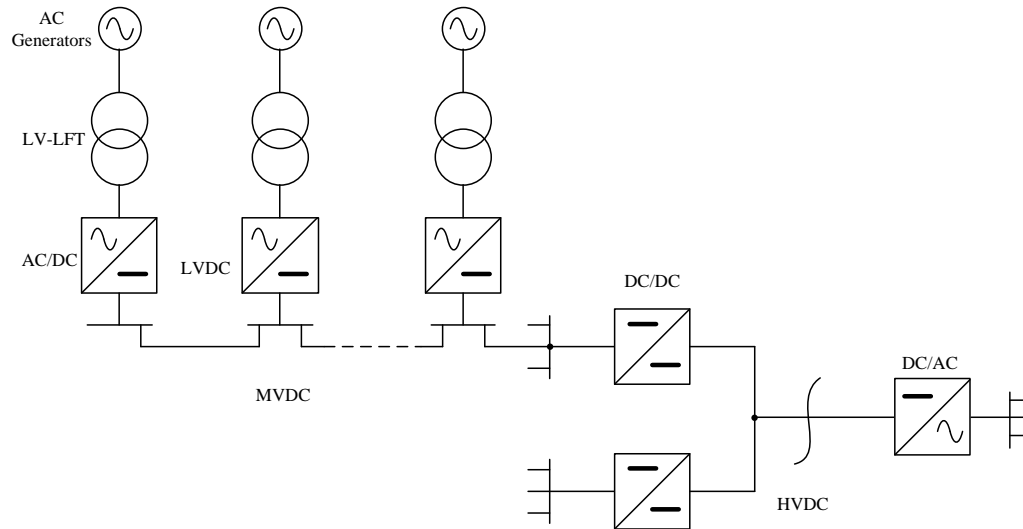 AC
Generators
LV-LFT
AC/DC
LVDC
DC/DC
DC/AC
MVDC
HVDC